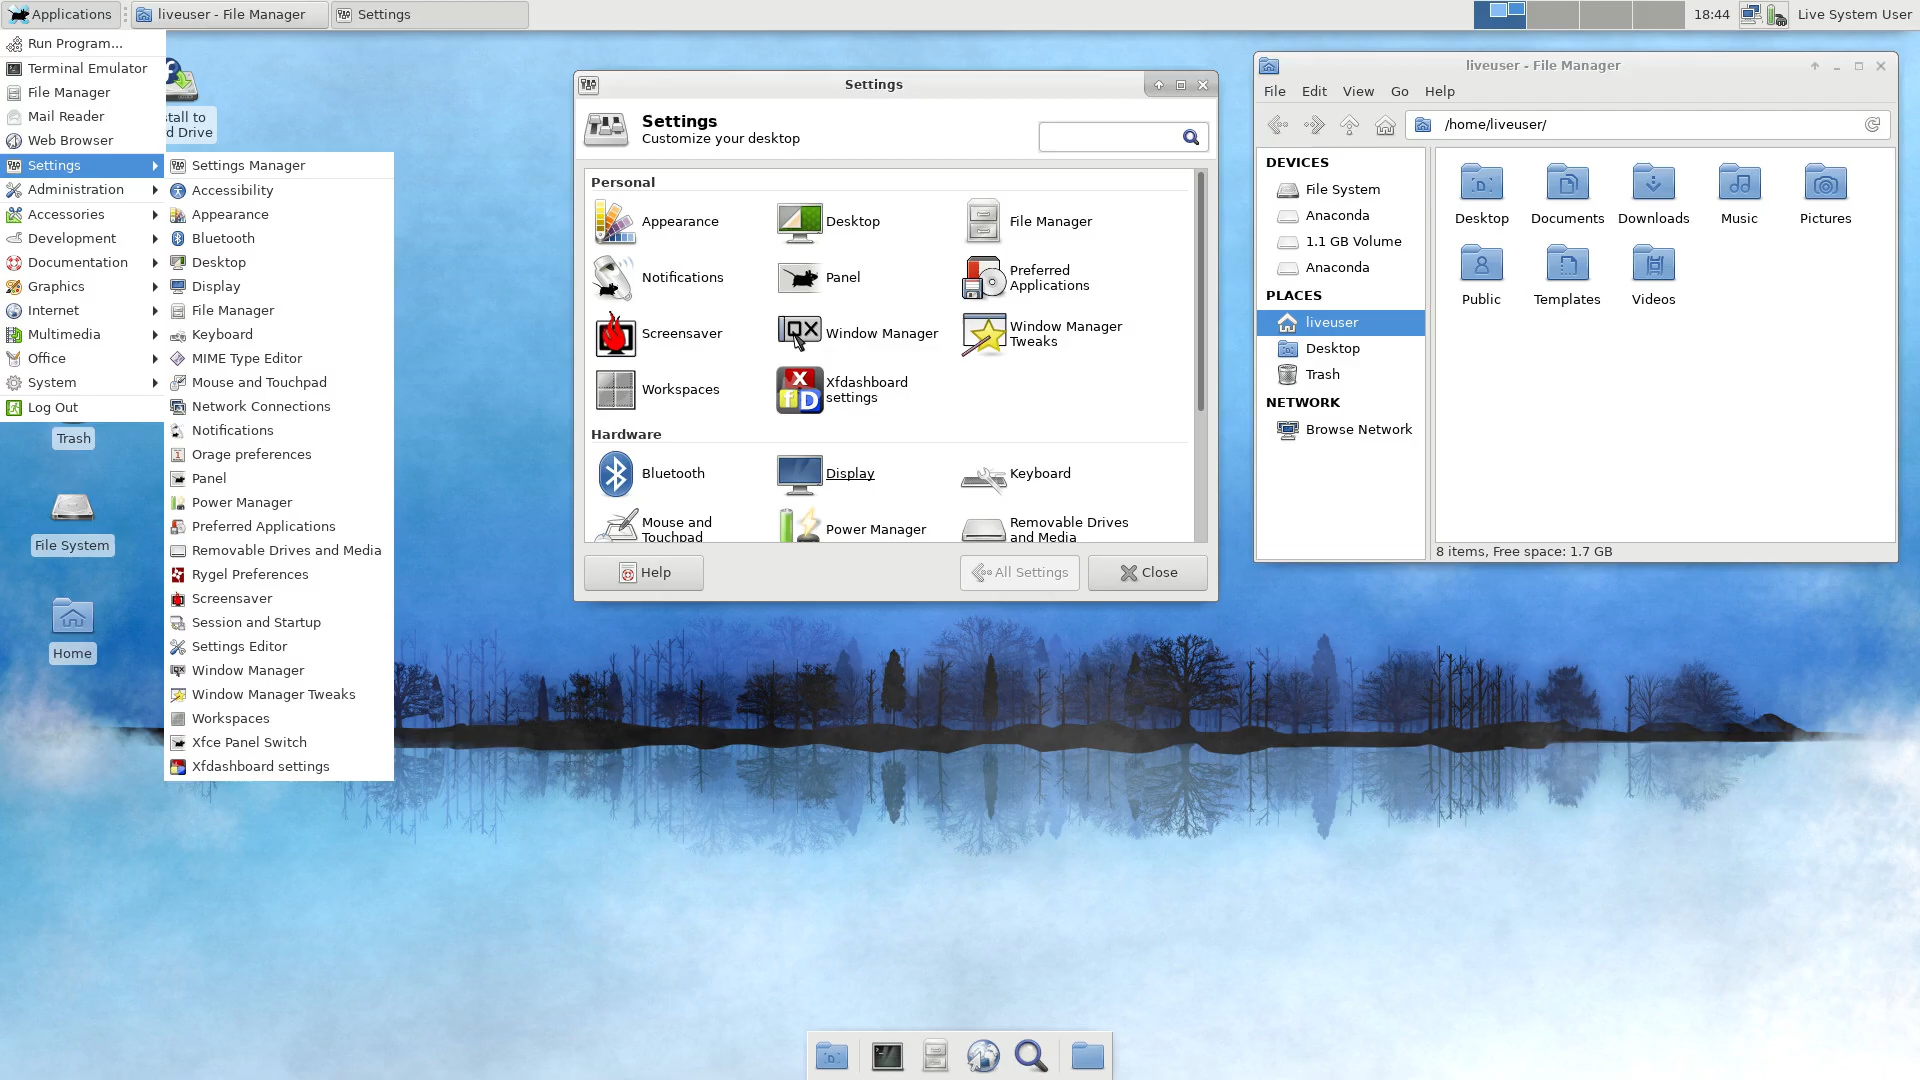 Applications
liveuser - File Manager
Settings
18:44
Live System User
Run Program...
Terminal Emulator
File Manager
Mail Reader
Web Browser
Settings
Administration
Accessories
Development
Documentation
Graphics
Internet
Multimedia
Office
System
Log Out
Settings Manager
Accessibility
Appearance
Bluetooth
Desktop
Display
File Manager
Keyboard
MIME Type Editor
Mouse and Touchpad
Network Connections
Notifications
Orage preferences
Panel
Power Manager
Preferred Applications
Removable Drives and Media
Rygel Preferences
Screensaver
Session and Startup
Settings Editor
Window Manager
Window Manager Tweaks
Workspaces
Xfce Panel Switch
Xfdashboard settings
stall to
d Drive
Trash
File System
Home
Settings
Settings
Customize your desktop
Personal
Appearance
Desktop
File Manager
Notifications
Panel
Preferred
Applications
Screensaver
Window Manager
Window Manager
Tweaks
Workspaces
Xfdashboard
settings
Hardware
Bluetooth
Display
Keyboard
Mouse and
Touchpad
Power Manager
Removable Drives
and Media
Help
All Settings
Close
liveuser - File Manager
File Edit View Go Help
/home/liveuser/
DEVICES
File System
Anaconda
1.1 GB Volume
Anaconda
PLACES
liveuser
Desktop
Trash
NETWORK
Browse Network
Desktop
Documents
Downloads
Music
Pictures
Public
Templates
Videos
8 items, Free space: 1.7 GB